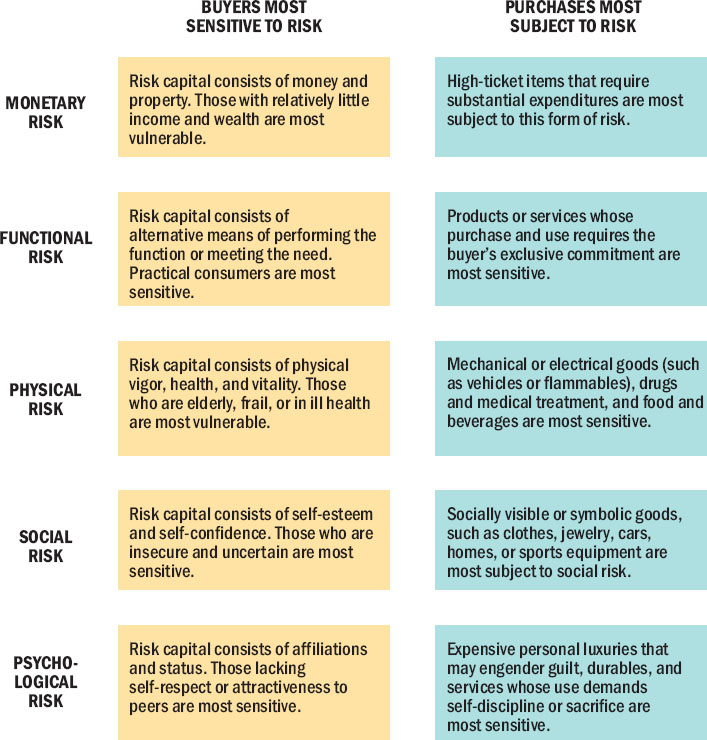 BUYERS MOST
SENSITIVE TO RISK
PURCHASES MOST
SUBJECT TO RISK
MONETARY
RISK
Risk capital consists of money and
property. Those with relatively little
income and wealth are most
vulnerable.
High-ticket items that require
substantial expenditures are most
subject to this form of risk.
FUNCTIONAL
RISK
Risk capital consists of
alternative means of performing the
function or meeting the need.
Practical consumers are most
sensitive.
Products or services whose
purchase and use requires the
buyer's exclusive commitment are
most sensitive.
PHYSICAL
RISK
Risk capital consists of physical
vigor, health, and vitality. Those
who are elderly, frail, or in ill health
are most vulnerable.
Mechanical or electrical goods (such
as vehicles or flammables), drugs
and medical treatment, and food and
beverages are most sensitive.
SOCIAL
RISK
Risk capital consists of self-esteem
and self-confidence. Those who are
insecure and uncertain are most
sensitive.
Socially visible or symbolic goods,
such as clothes, jewelry, cars,
homes, or sports equipment are
most subject to social risk.
PSYCHO-
LOGICAL
RISK
Risk capital consists of affiliations
and status. Those lacking
self-respect or attractiveness to
peers are most sensitive.
Expensive personal luxuries that
may engender guilt, durables, and
services whose use demands
self-discipline or sacrifice are
most sensitive.